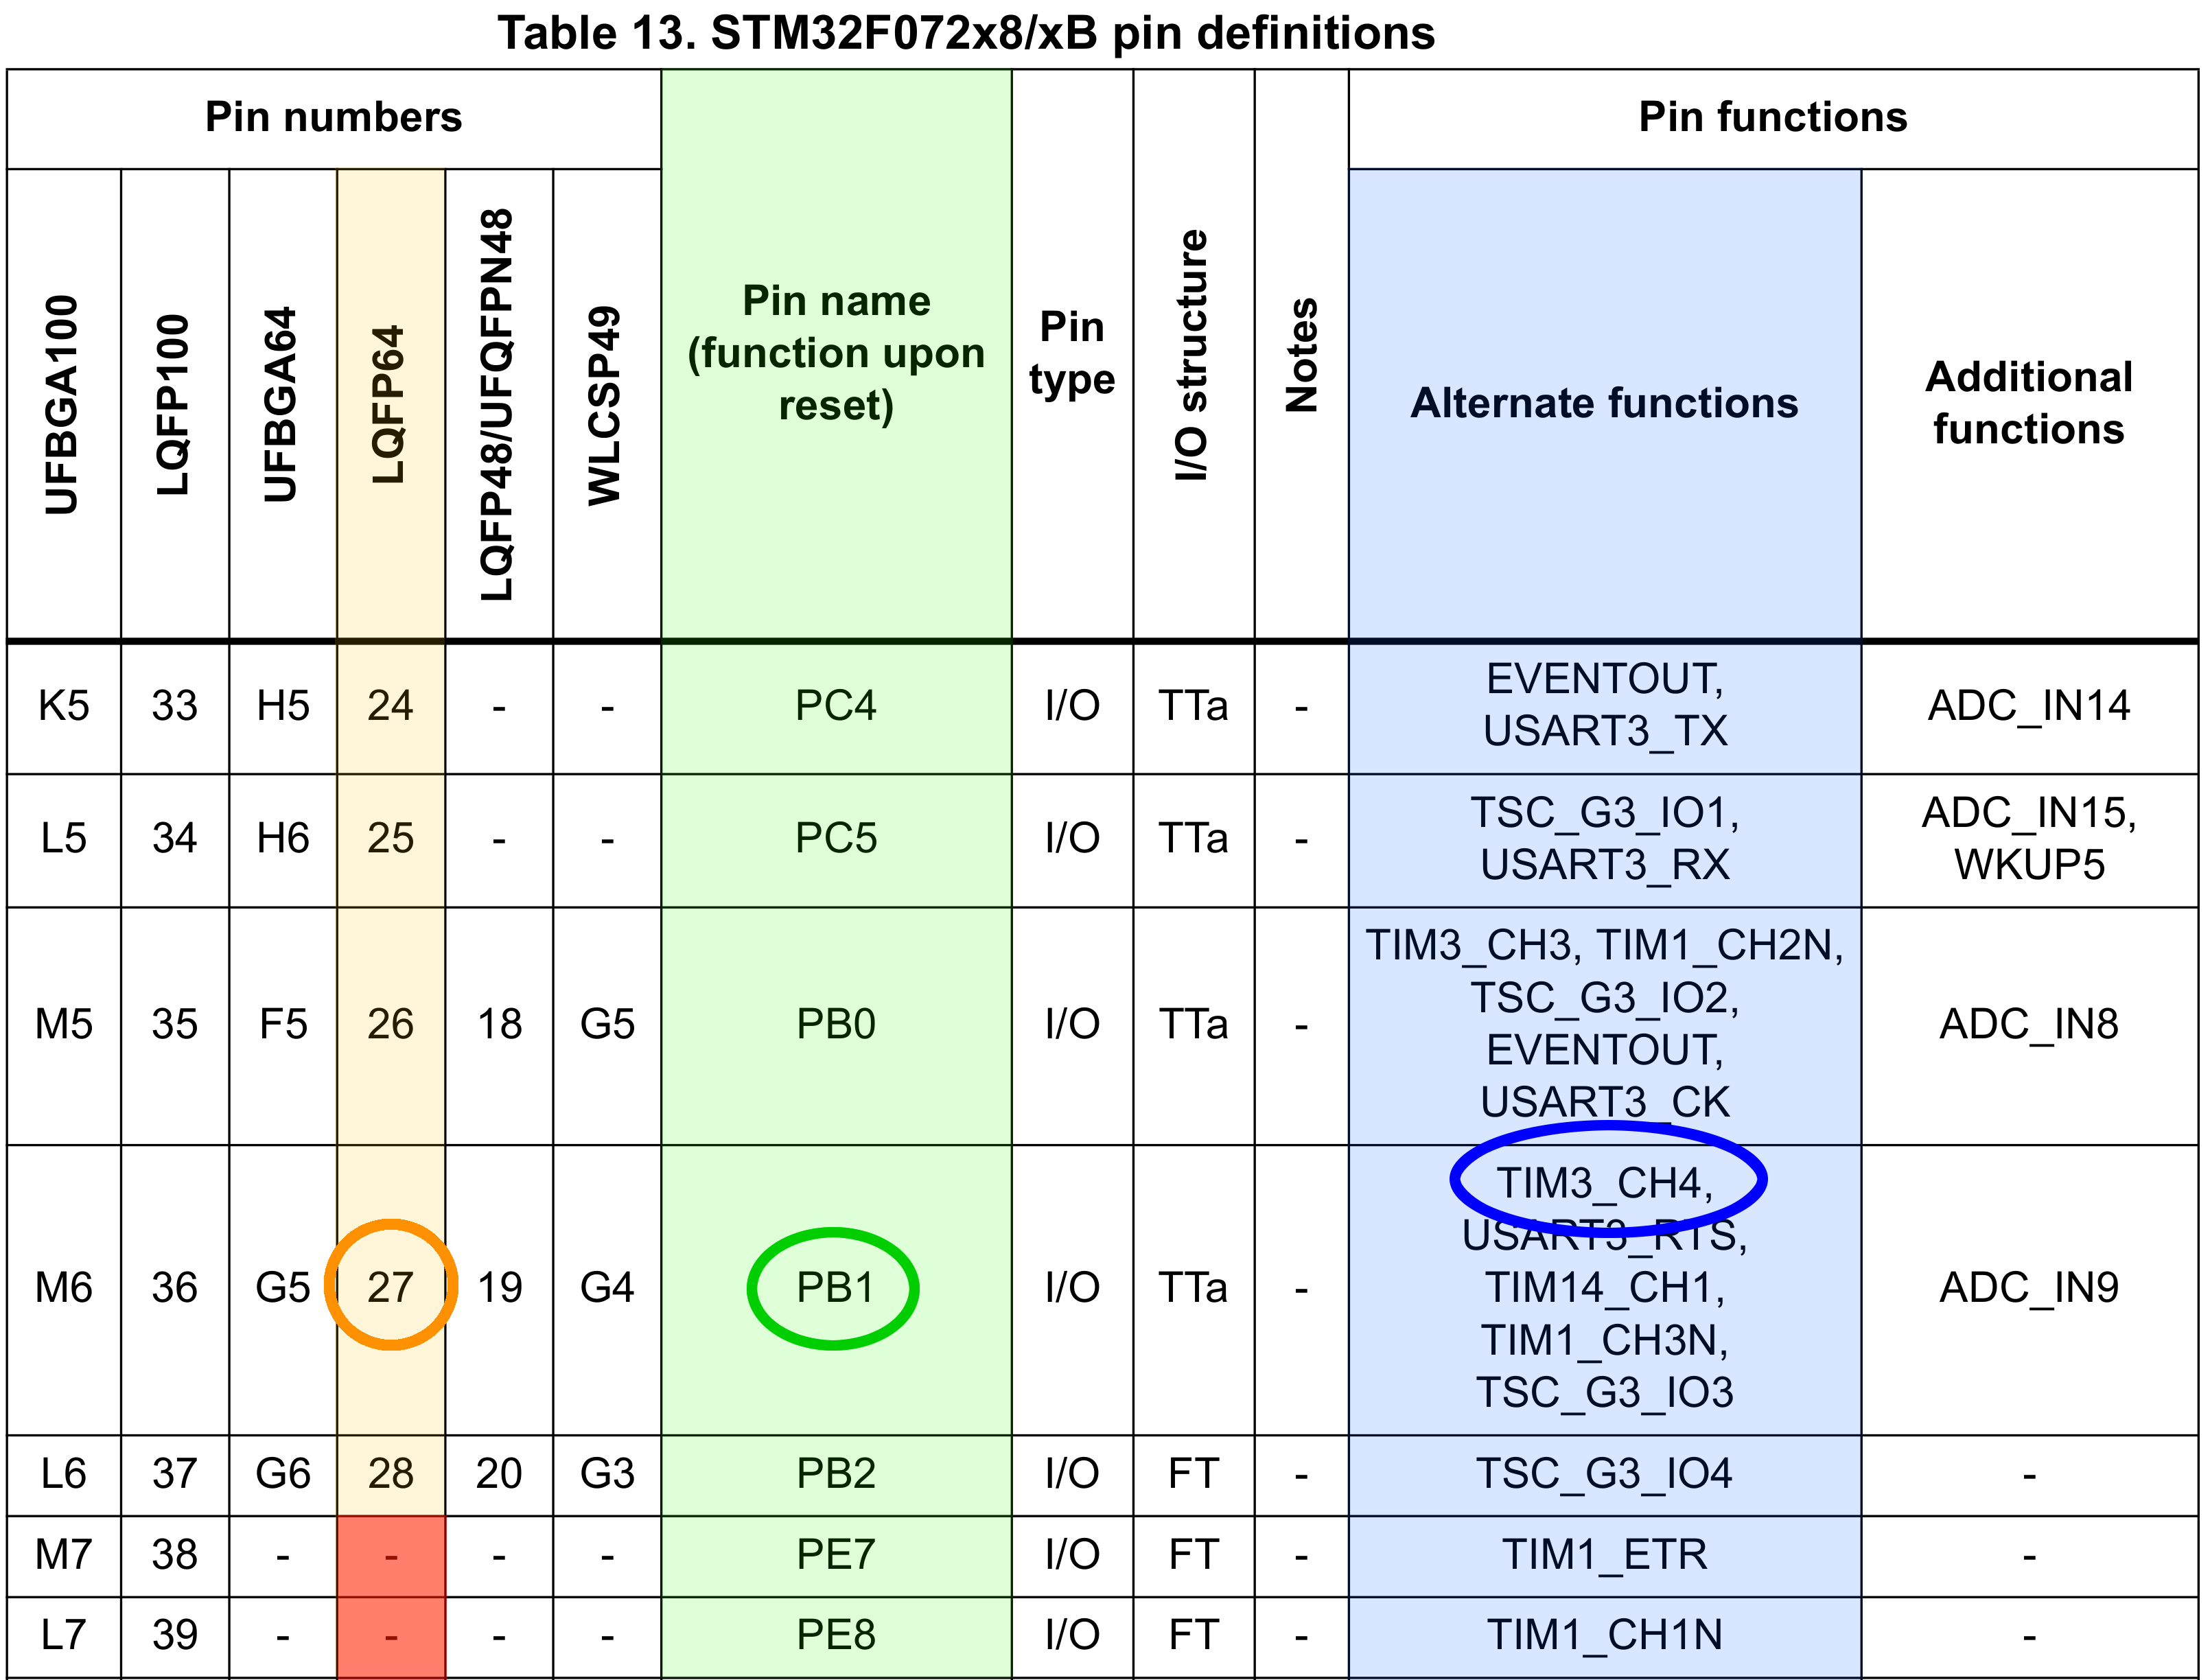 Table 13. STM32F072x8/xB pin definitions
Pin numbers
Pin name
(function upon
reset)
Pin
type
I/O structure
Notes
Pin functions
UFBGA100
LQFP100
UFBGA64
LQFP64
LQFP48/UFQFPN48
WLCSP49
Alternate functions
Additional
functions
K5 33 H5 24 - - PC4 I/O TTa - EVENTOUT, ADC_IN14
USART3_TX
L5 34 H6 25 - - PC5 I/O TTa - TSC_G3_IO1, ADC_IN15,
USART3_RX WKUP5
M5 35 F5 26 18 G5 PB0 I/O TTa - TIM3_CH3, TIM1_CH2N, ADC_IN8
TSC_G3_IO2,
EVENTOUT,
USART3_CK
M6 36 G5 27 19 G4 PB1 I/O TTa - TIM3_CH4, ADC_IN9
USART3_RTS,
TIM14_CH1,
TIM1_CH3N,
TSC_G3_IO3
L6 37 G6 28 20 G3 PB2 I/O FT - TSC_G3_IO4 -
M7 38 - - - - PE7 I/O FT - TIM1_ETR -
L7 39 - - - - PE8 I/O FT - TIM1_CH1N -